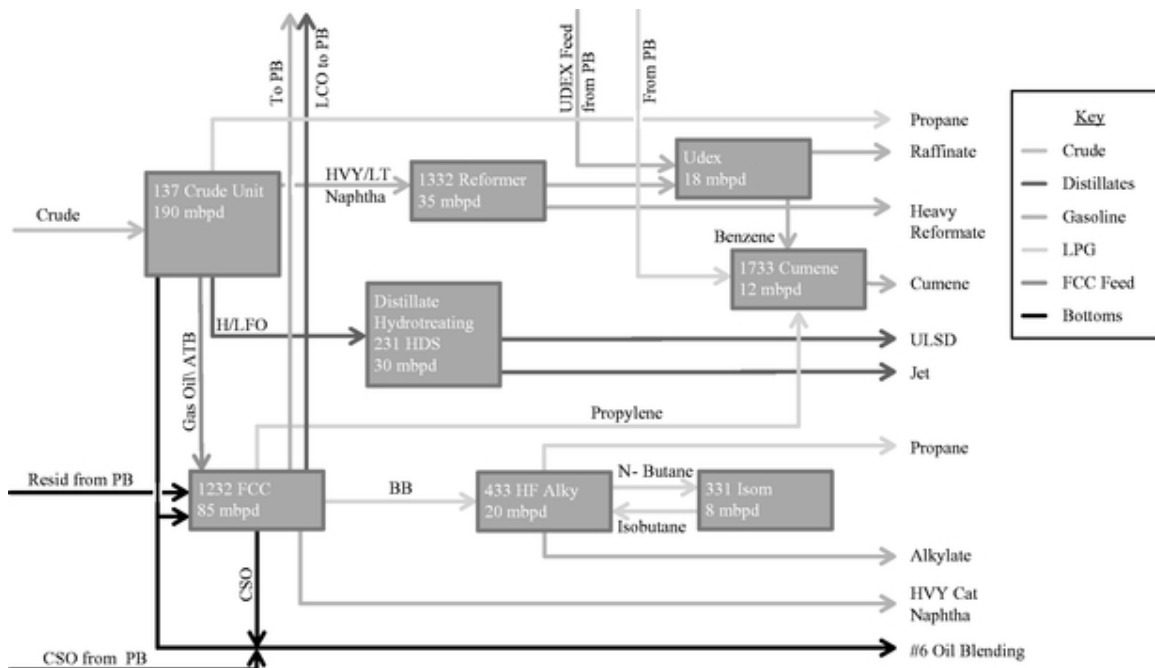 To PB
LCO to PB
UDEX Feed
from PB
From PB
Propane
Raffinate
Key
Crude
Distillates
Gasoline
LPG
FCC Feed
Bottoms
137 Crude Unit
190 mbpd
HVY/LT
Naphtha
1332 Reformer
35 mbpd
Udex
18 mbpd
Crude
Heavy
Reformate
Benzene
1733 Cumene
12 mbpd
Cumene
H/LFO
Distillate
Hydrotreating
231 HDS
30 mbpd
ULSD
Jet
Gas Oil\ ATB
Propylene
Propane
Resid from PB
1232 FCC
85 mbpd
BB
433 HF Alky
20 mbpd
N- Butane
Isobutane
331 Isom
8 mbpd
Alkylate
CSO
HVY Cat
Naphtha
CSO from PB
#6 Oil Blending